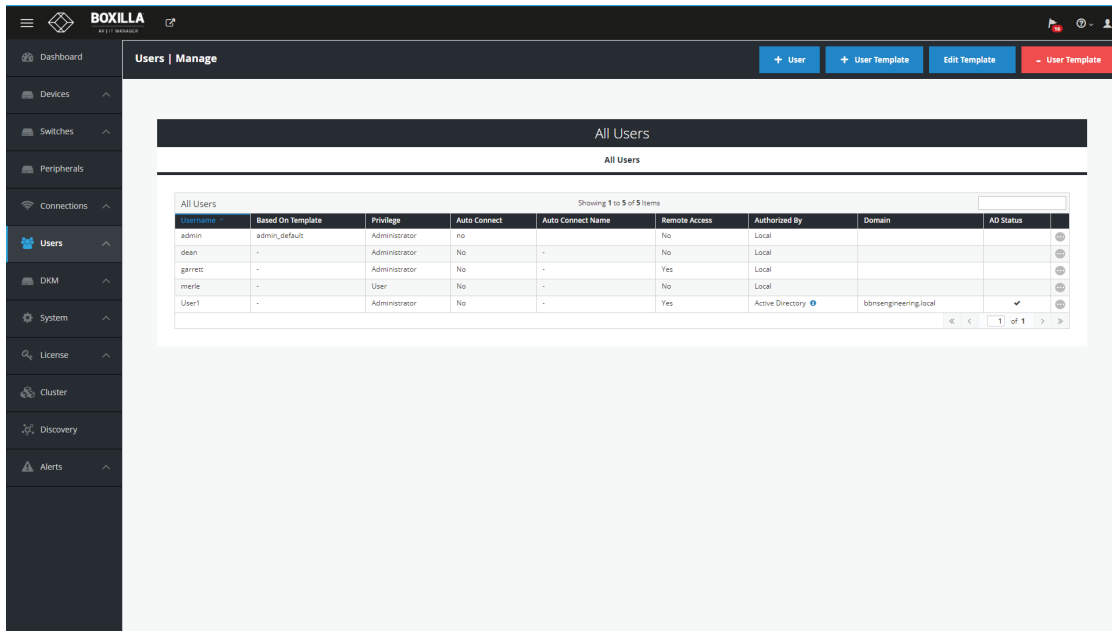 BOXILLA
AV/IT MANAGER
16
Dashboard
Devices
Switches
Peripherals
Connections
Users
DKM
System
License
Cluster
Discovery
Alerts
Users | Manage
+ User
+ User Template
Edit Template
- User Template
All Users
All Users
All Users Showing 1 to 5 of 5 Items
Username Based On Template Privilege Auto Connect Auto Connect Name Remote Access Authorized By Domain AD Status
admin admin_default Administrator no No Local
dean - Administrator No - No Local
garrett - Administrator No - Yes Local
merle - User No - No Local
User1 - Administrator No - Yes Active Directory bbnsengineering.local ✔
« < 1 of 1 > »